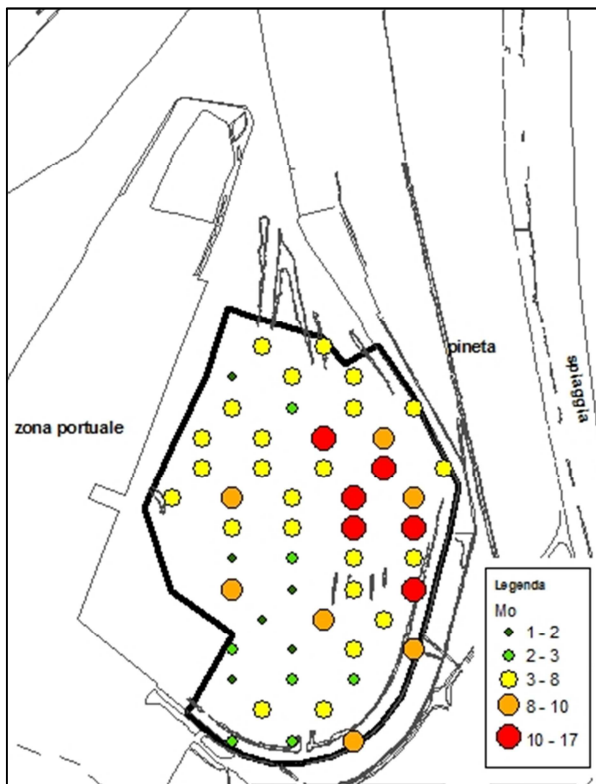 pineta
spiaggia
zona portuale
Legenda
Mo
1 - 2
2 - 3
3 - 8
8 - 10
10 - 17